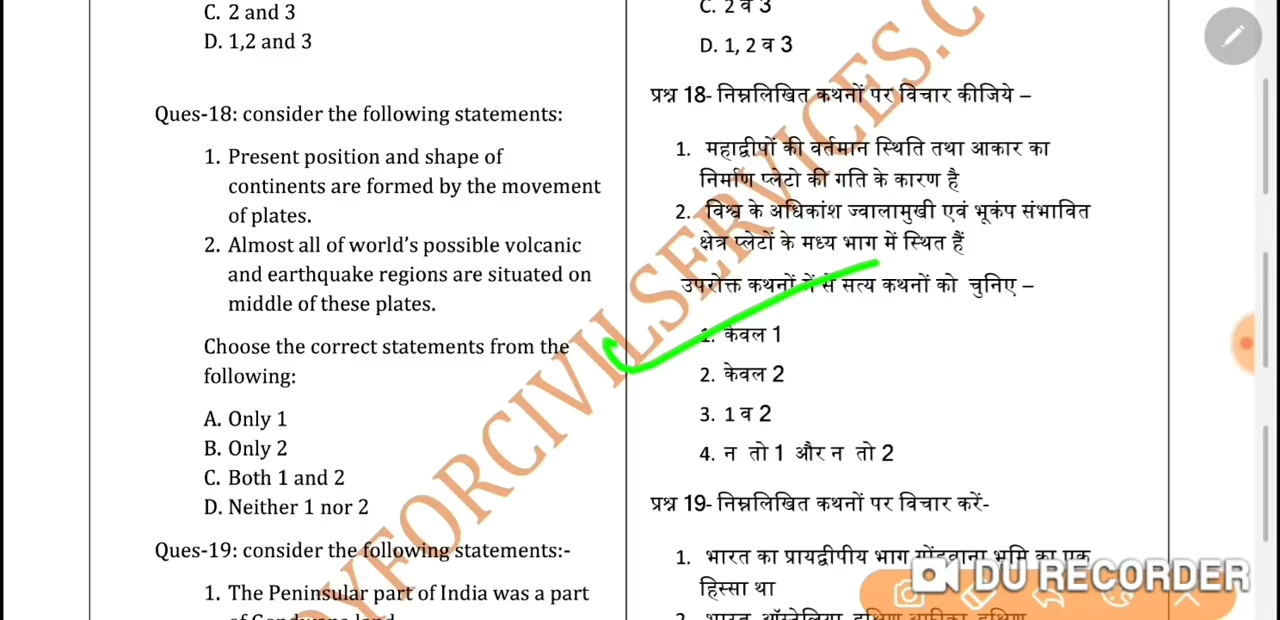 C. 2 and 3
D. 1,2 and 3
Ques-18: consider the following statements:
1. Present position and shape of
continents are formed by the movement
of plates.
2. Almost all of world's possible volcanic
and earthquake regions are situated on
middle of these plates.
Choose the correct statements from the
following:
A. Only 1
B. Only 2
C. Both 1 and 2
D. Neither 1 nor 2
Ques-19: consider the following statements:-
1. The Peninsular part of India was a part
C. 2 व 3
D. 1, 2 व 3
प्रश्न 18- निम्नलिखित कथनों पर विचार कीजिये –
1. महाद्वीपों की वर्तमान स्थिति तथा आकार का
निर्माण प्लेटो की गति के कारण है
2. विश्व के अधिकांश ज्वालामुखी एवं भूकंप संभावित
क्षेत्र प्लेटों के मध्य भाग में स्थित हैं
उपरोक्त कथनों में से सत्य कथनों को चुनिए –
1. केवल 1
2. केवल 2
3. 1 व 2
4. न तो 1 और न तो 2
प्रश्न 19- निम्नलिखित कथनों पर विचार करें-
1. भारत का प्रायद्वीपीय भाग गोंडवाना भूमि का एक
हिस्सा था
DU RECORDER
OYFORCIVILSERVICES.C